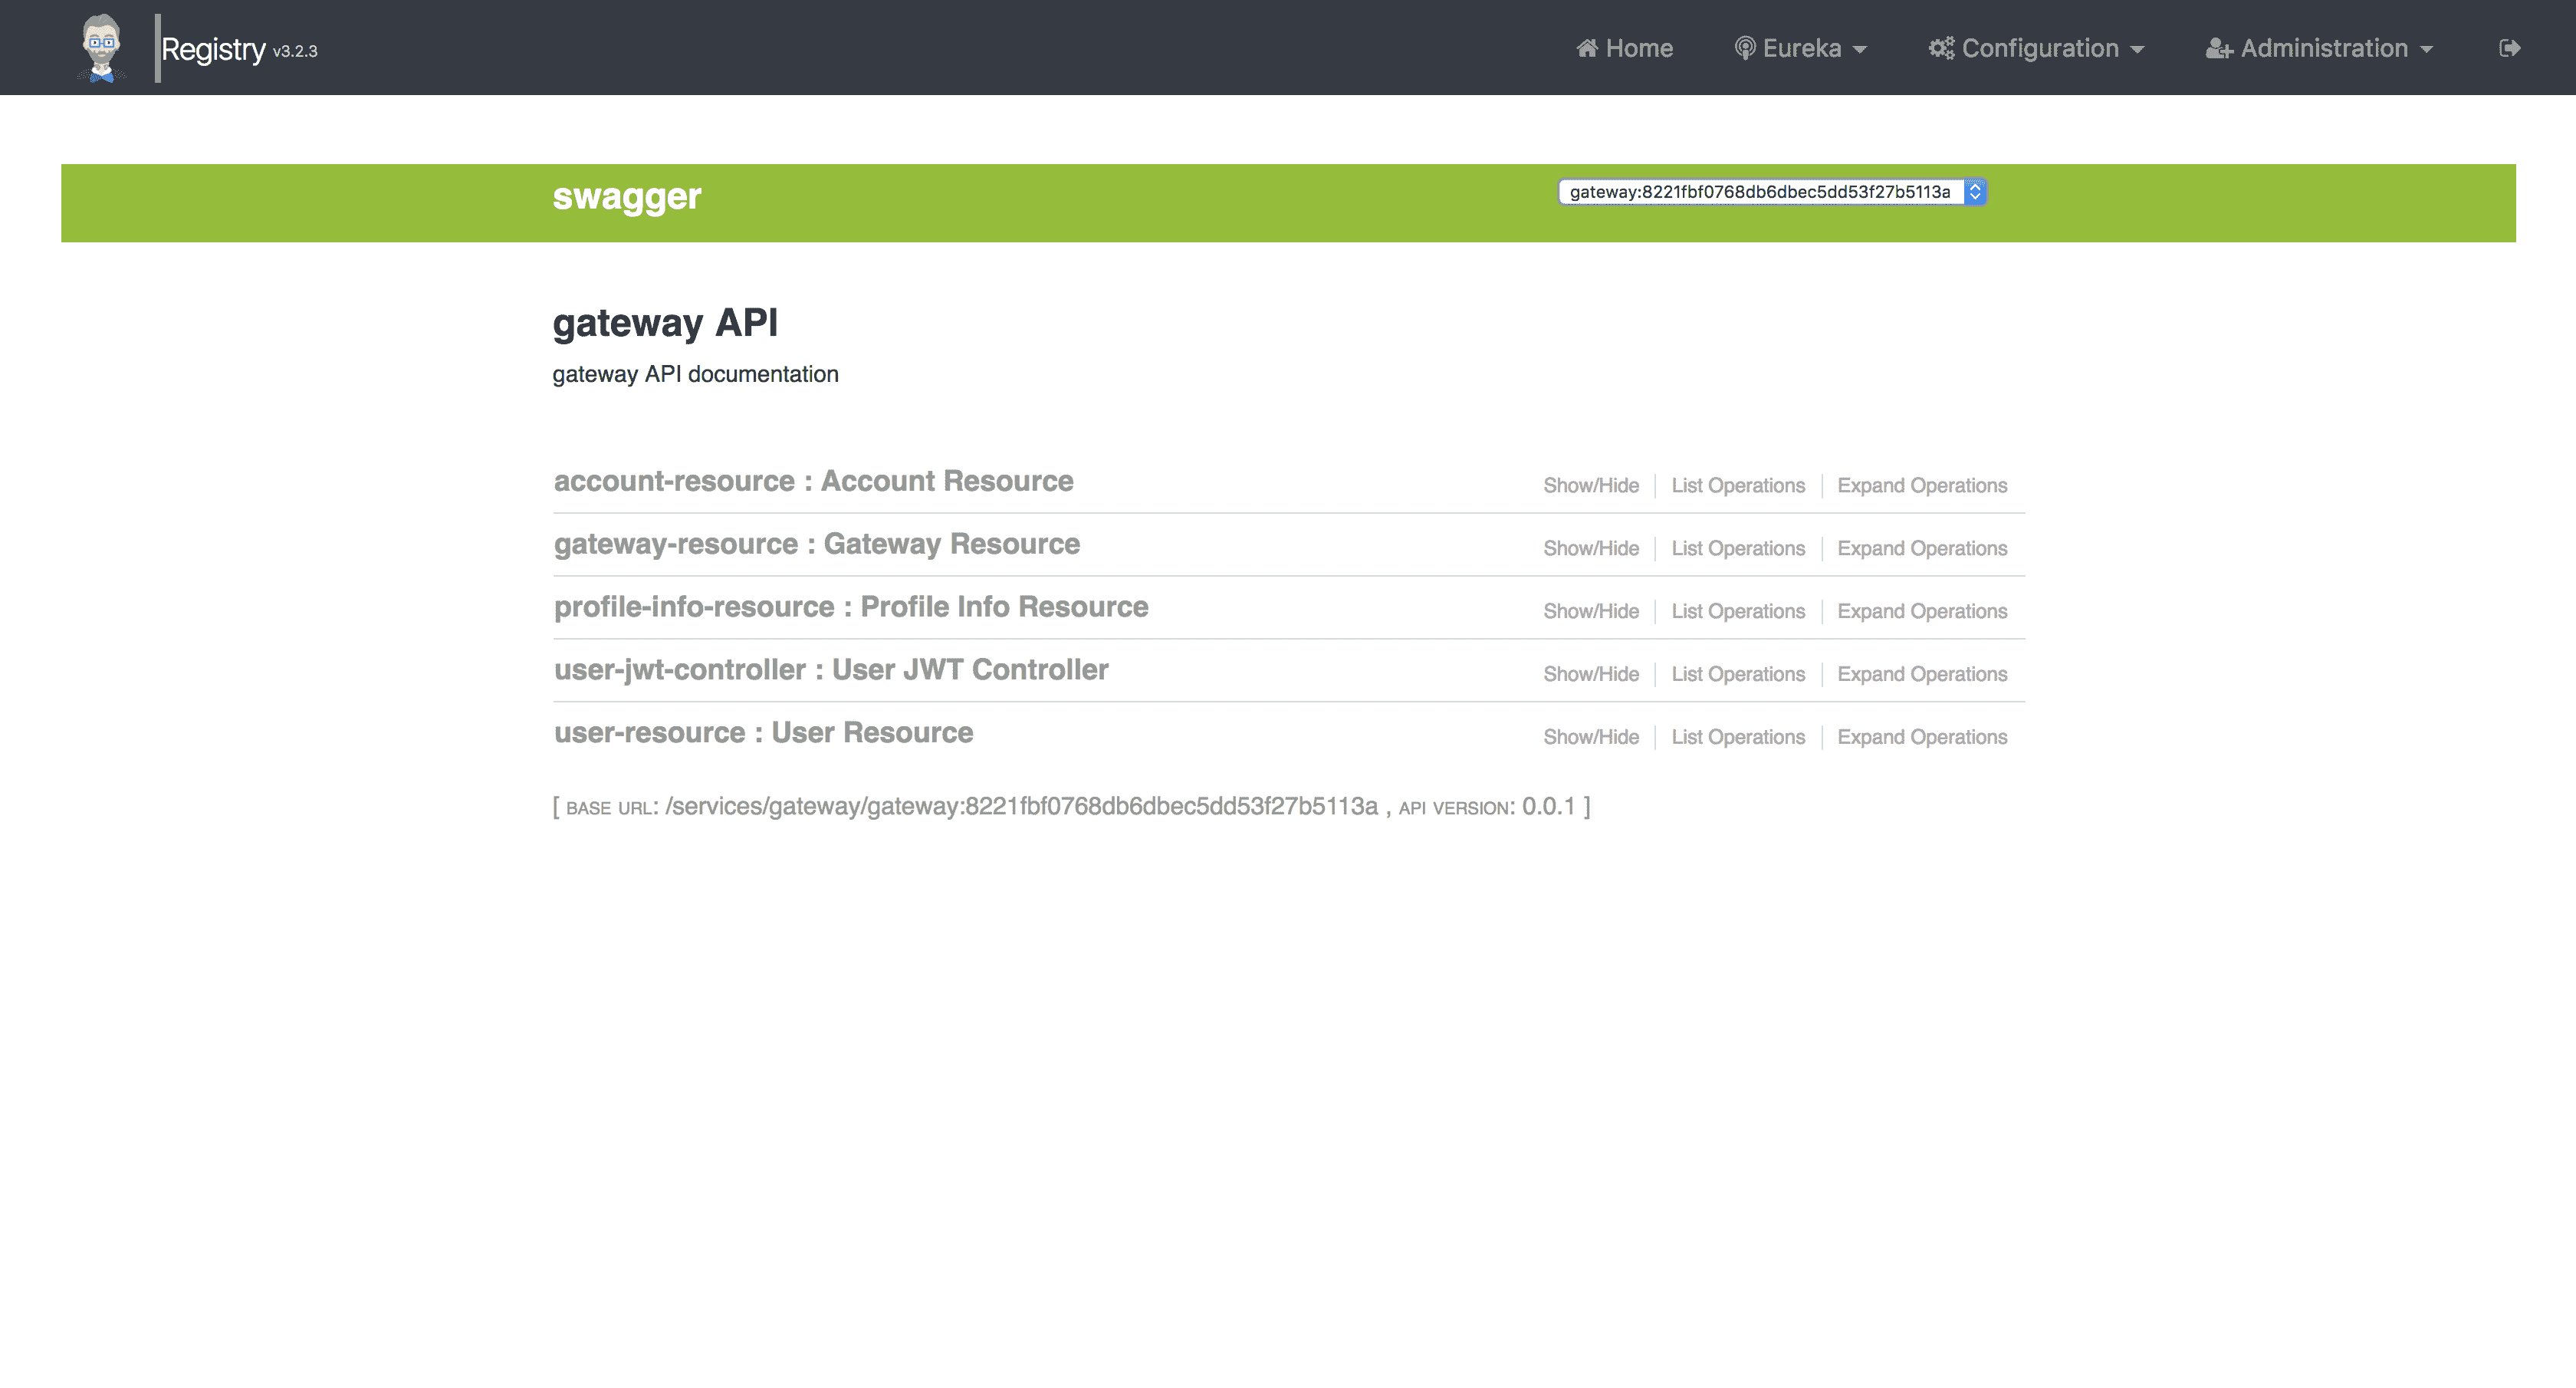 Registry v3.2.3 Home Eureka Configuration Administration
swagger gateway:8221fbf0768db6dbec5dd53f27b5113a
gateway API
gateway API documentation
account-resource : Account Resource Show/Hide List Operations Expand Operations
gateway-resource : Gateway Resource Show/Hide List Operations Expand Operations
profile-info-resource : Profile Info Resource Show/Hide List Operations Expand Operations
user-jwt-controller : User JWT Controller Show/Hide List Operations Expand Operations
user-resource : User Resource Show/Hide List Operations Expand Operations
[ BASE URL: /services/gateway/gateway:8221fbf0768db6dbec5dd53f27b5113a , API VERSION: 0.0.1 ]